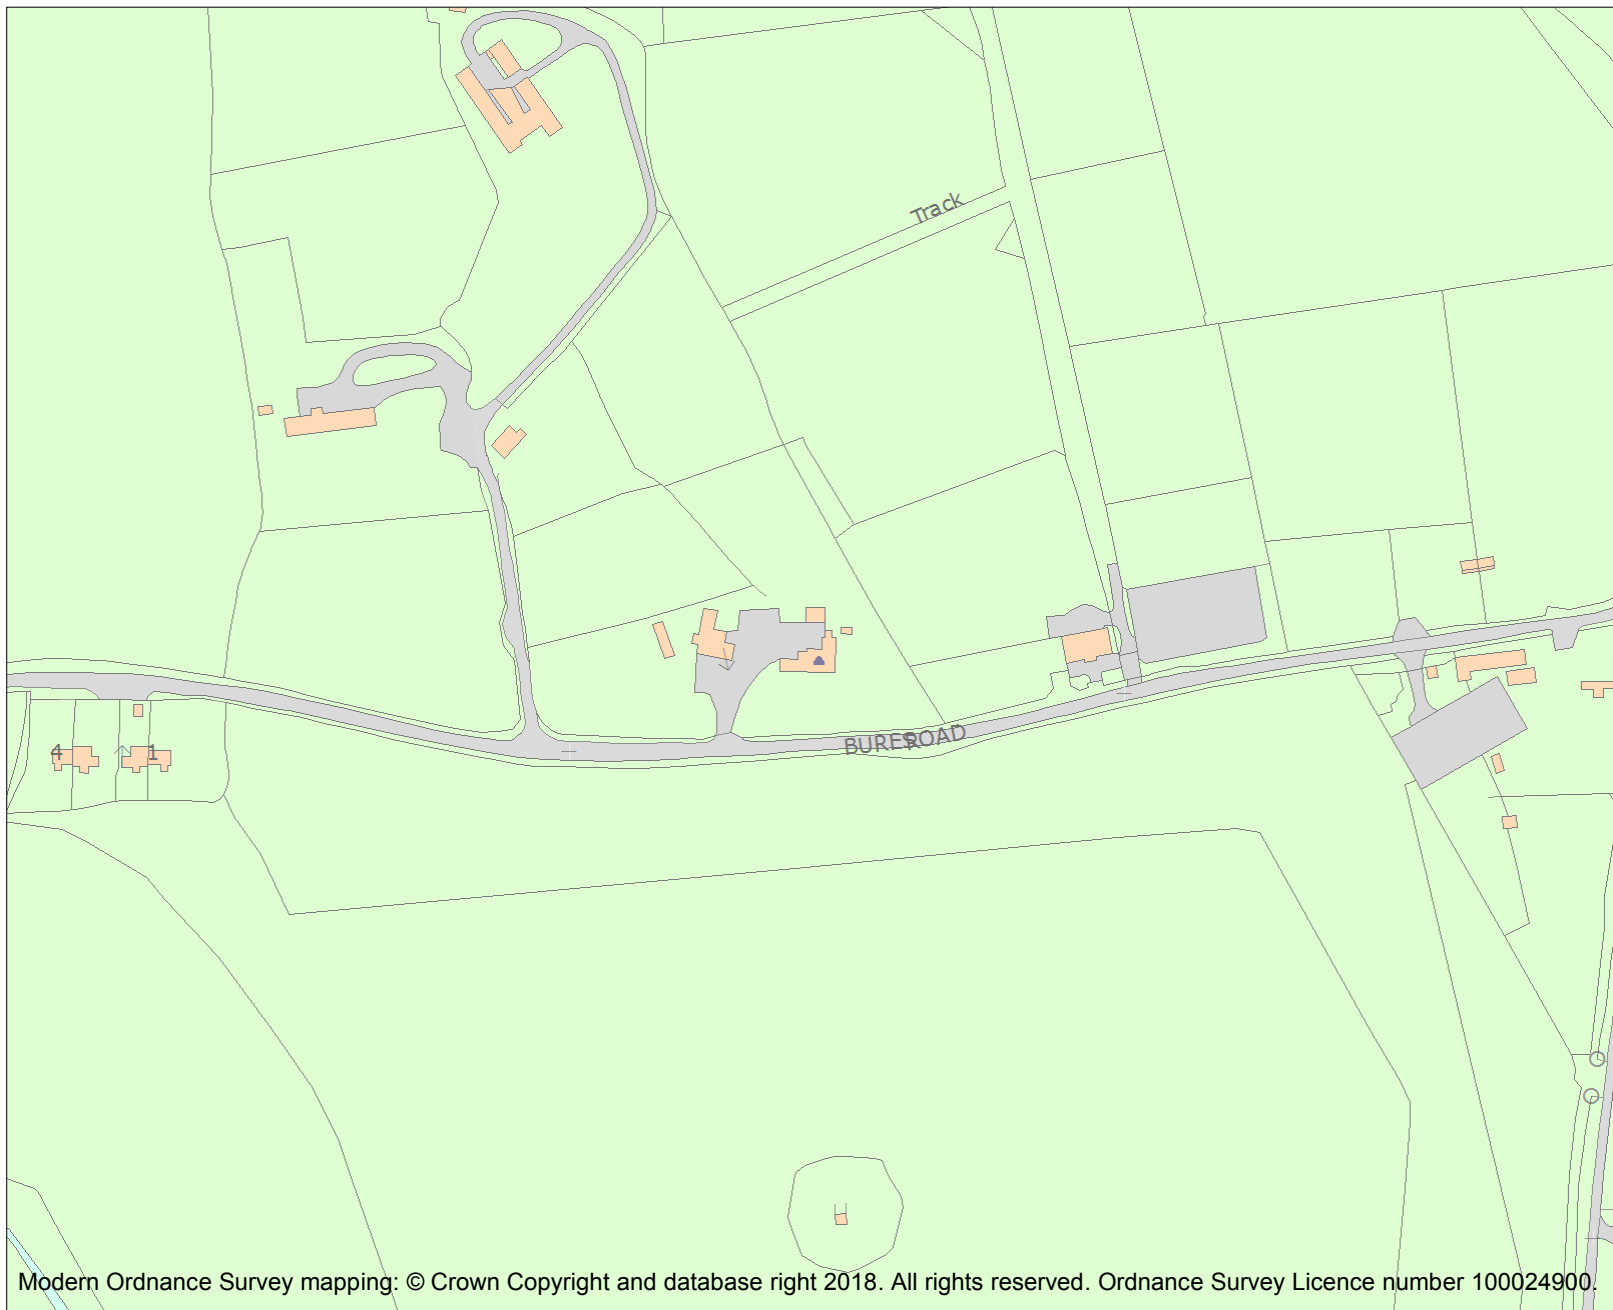 Track
BURES ROAD
4
1
Modern Ordnance Survey mapping: © Crown Copyright and database right 2018. All rights reserved. Ordnance Survey Licence number 100024900.